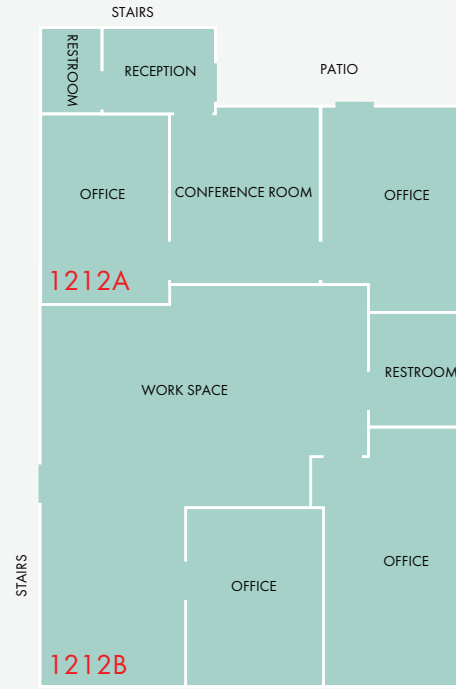 STAIRS
RESTROOM
RECEPTION
PATIO
OFFICE
CONFERENCE ROOM
OFFICE
1212A
RESTROOM
WORK SPACE
OFFICE
STAIRS
OFFICE
1212B